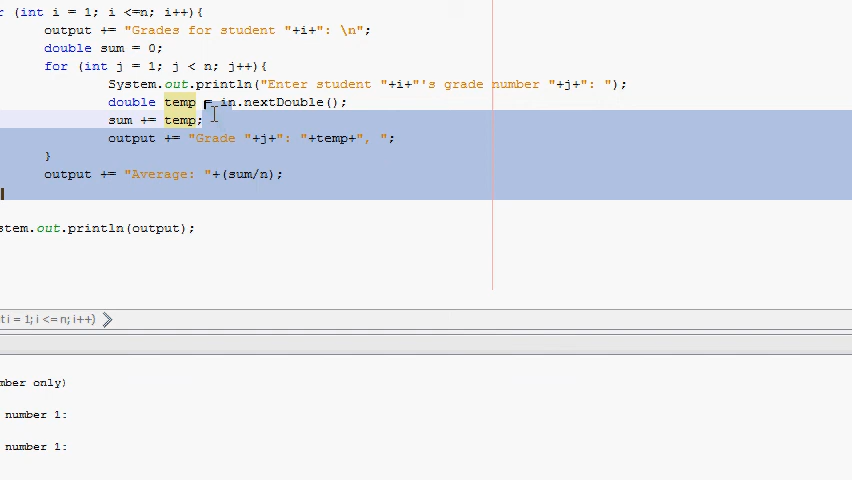 r (int i = 1; i <=n; i++){
output += "Grades for student "+i+": \n";
double sum = 0;
for (int j = 1; j < n; j++){
System.out.println("Enter student "+i+"'s grade number "+j+": ");
double temp = in.nextDouble();
sum += temp;
output += "Grade "+j+": "+temp+", ";
}
output += "Average: "+(sum/n);
stem.out.println(output);
ti = 1; i <= n; i++)
mber only)
number 1:
number 1: